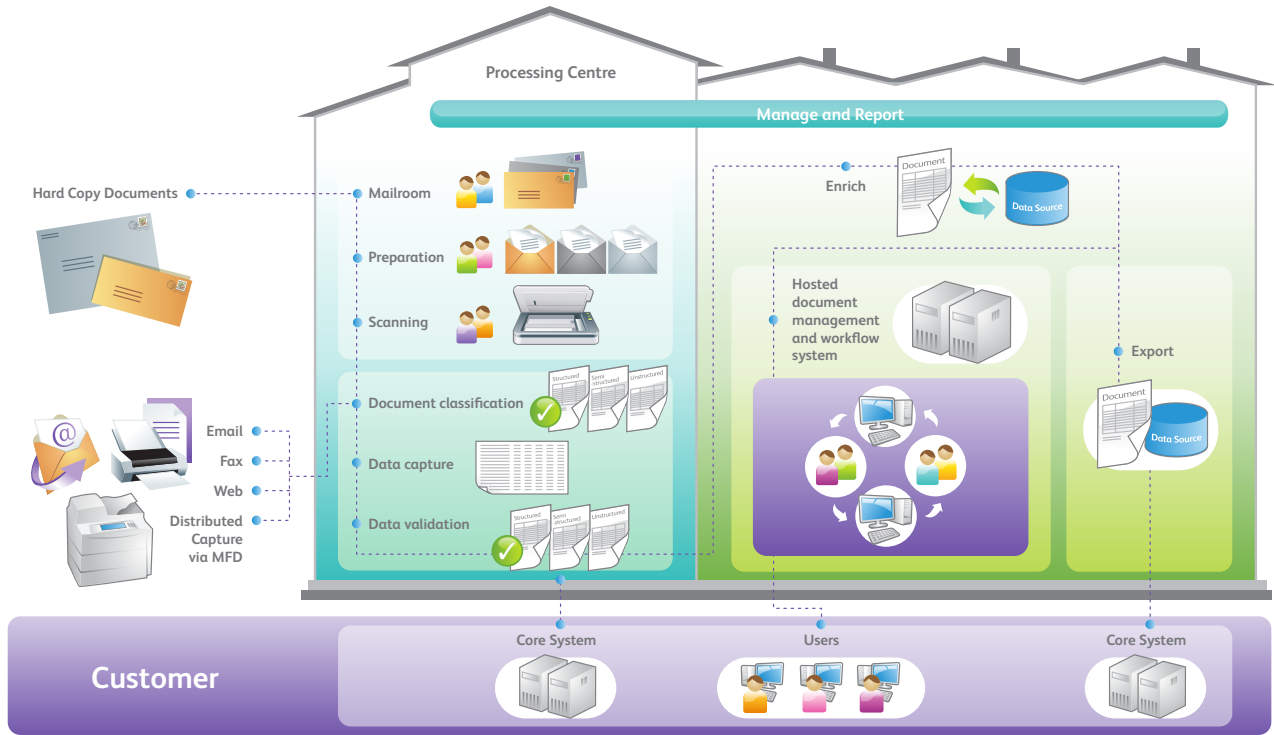 Processing Centre
Manage and Report
Hard Copy Documents
Mailroom
Preparation
Scanning
Document classification
Structured
Semi
structured
Unstructured
Data capture
Data validation
Structured
Semi
structured
Unstructured
@
Email
Fax
Web
Distributed
Capture
via MFD
Enrich
Document
Data Source
Hosted
document
management
and workflow
system
Export
Document
Data Source
Customer
Core System
Users
Core System